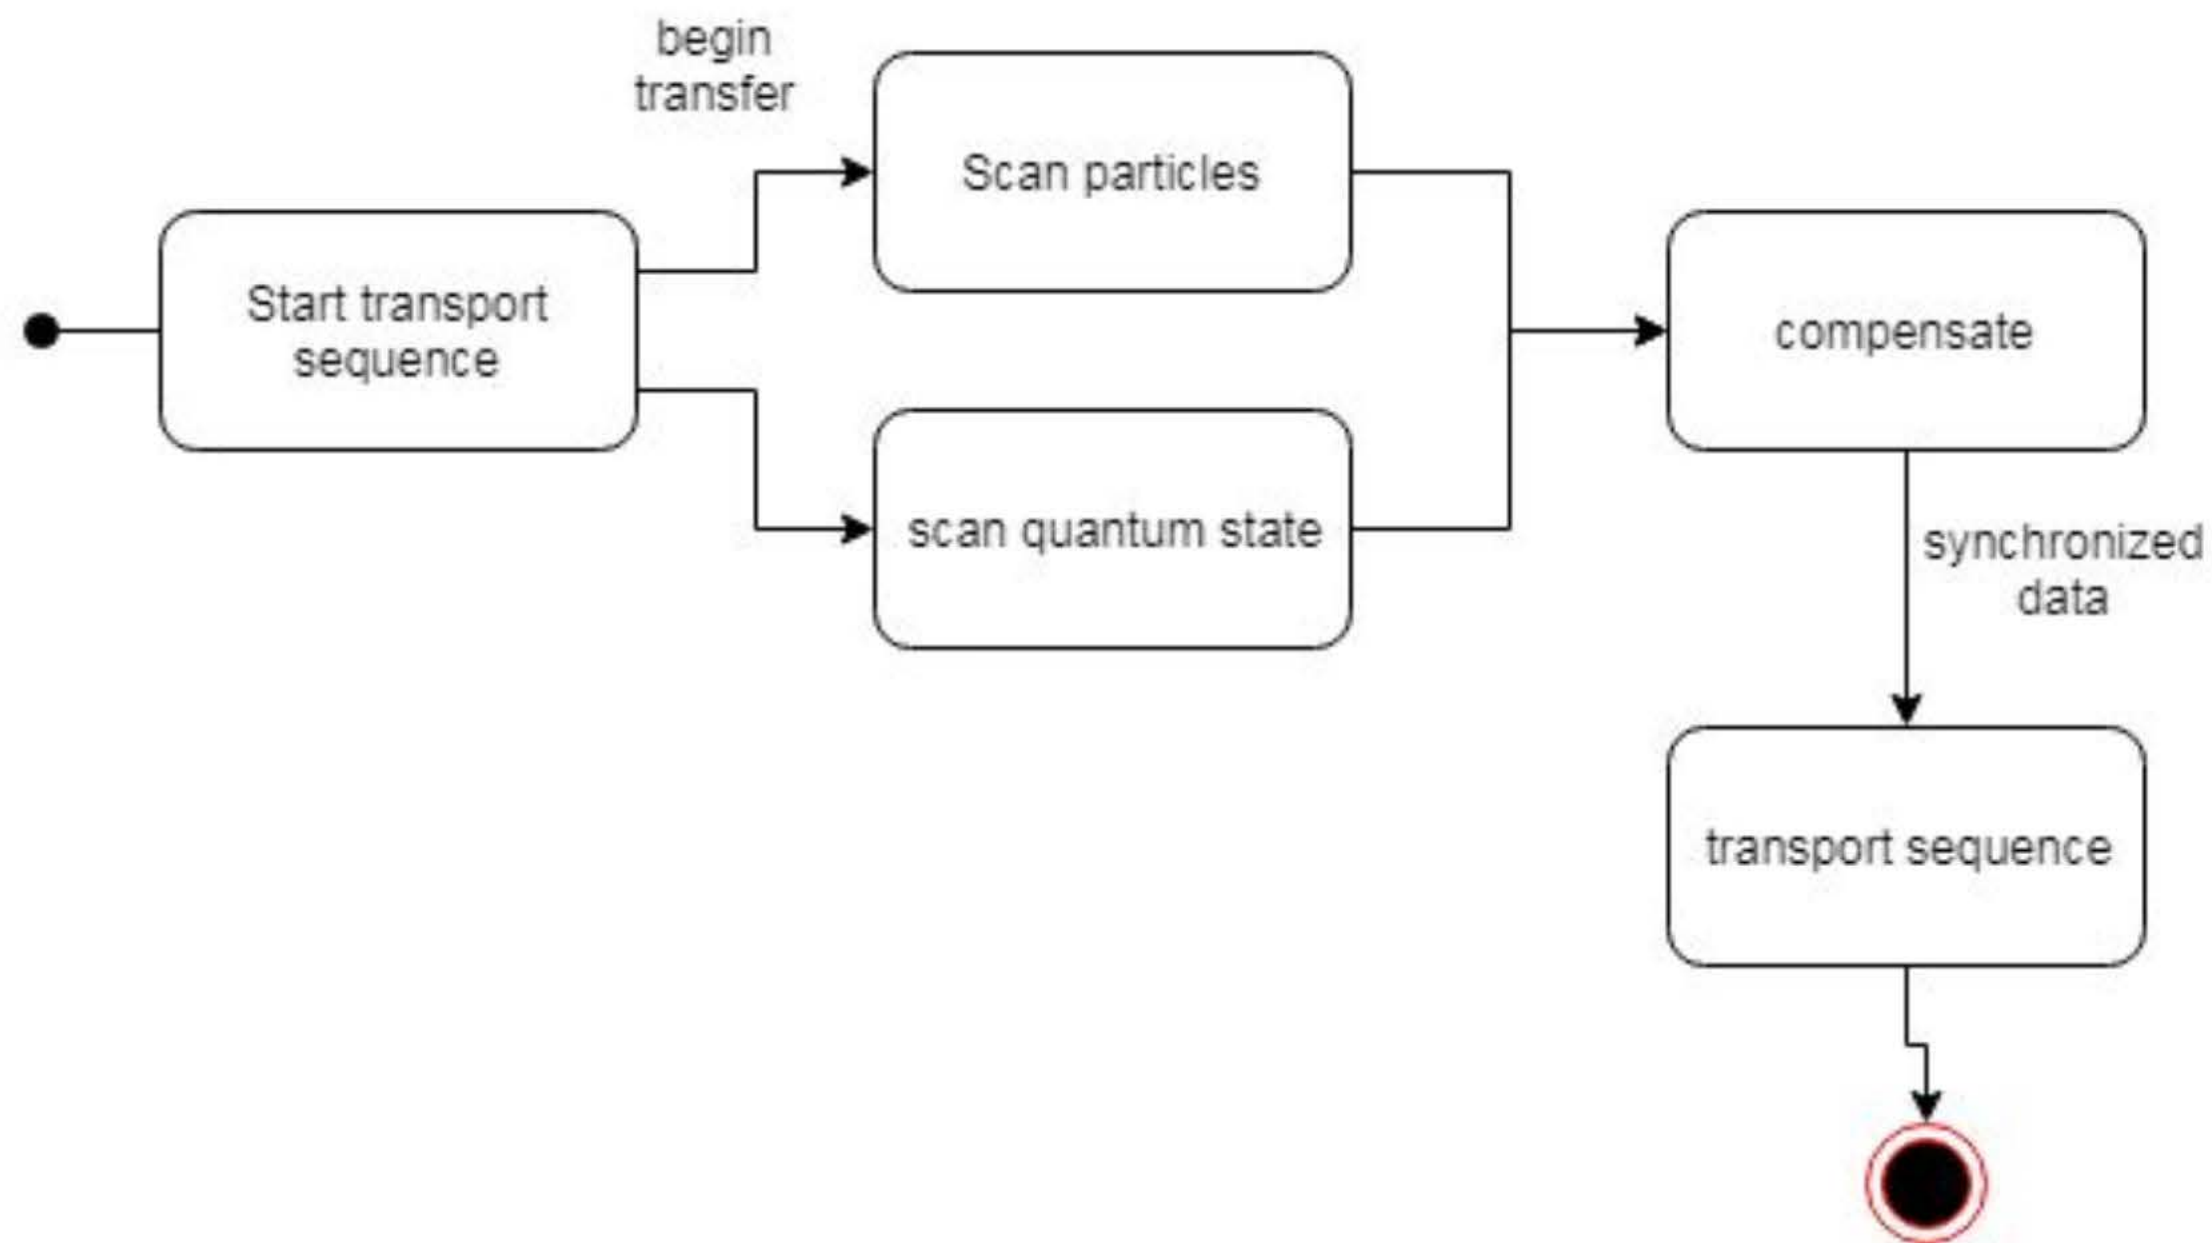 begin
transfer
Scan particles
Start transport
sequence
compensate
scan quantum state
synchronized
data
transport sequence